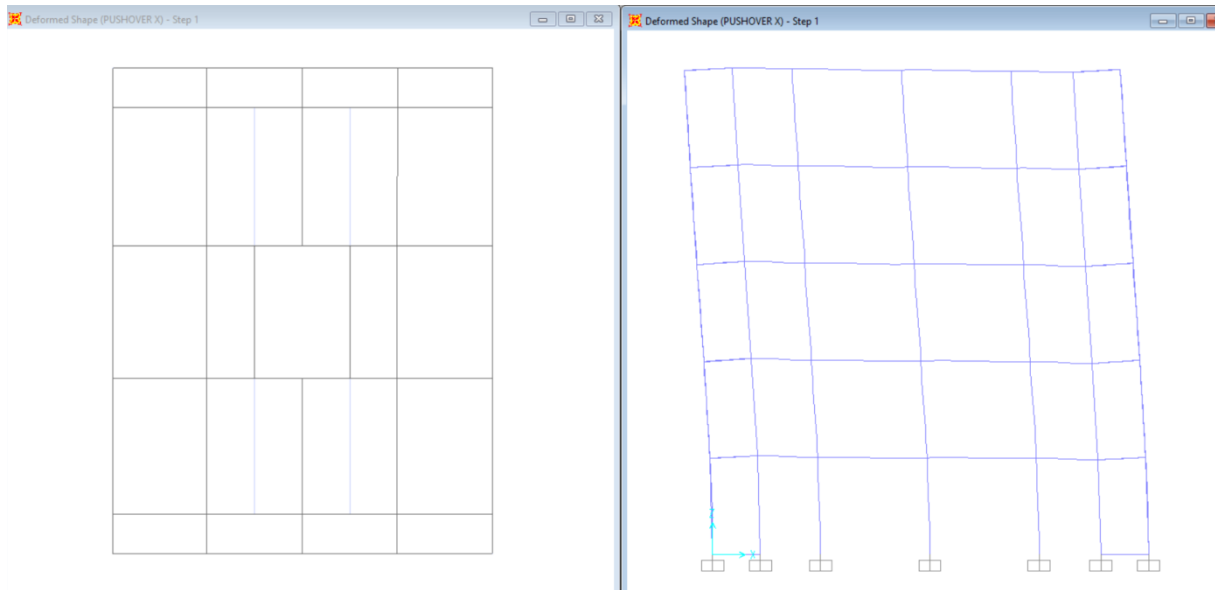 Deformed Shape (PUSHOVER X) - Step 1
Deformed Shape (PUSHOVER X) - Step 1
X